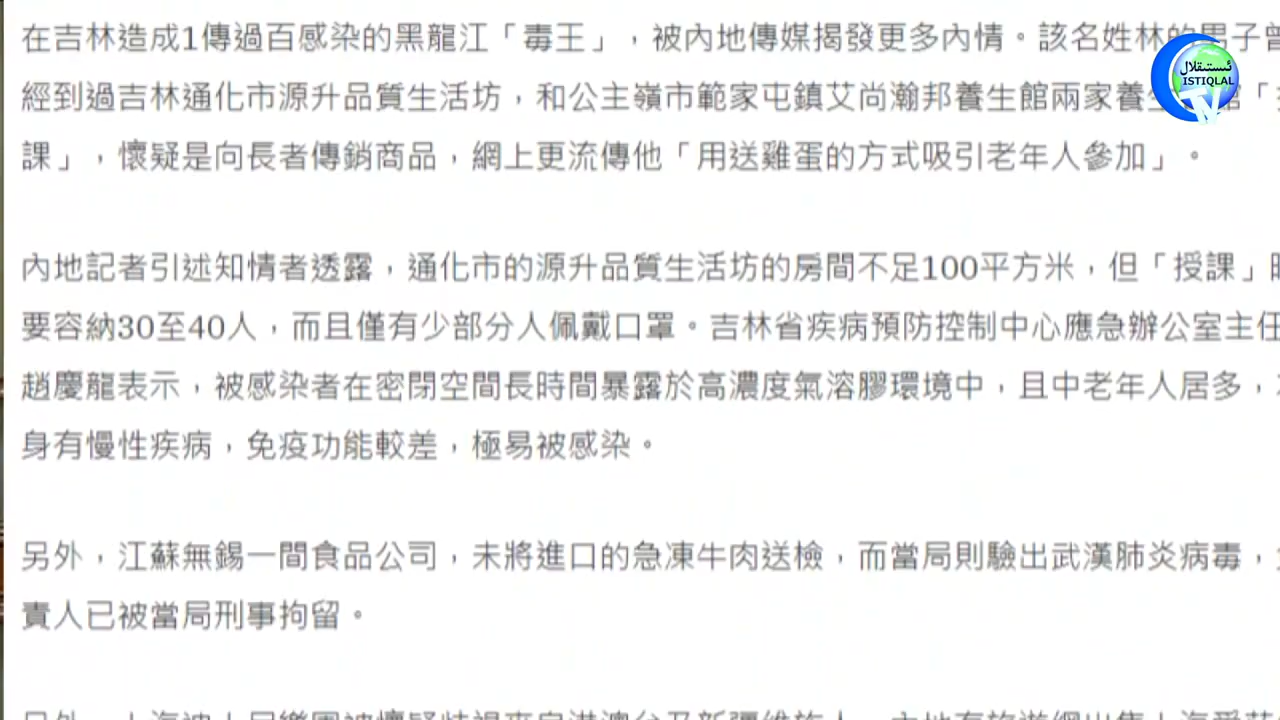 在吉林造成1傳過百感染的黑龍江「毒王」，被內地傳媒揭發更多內情。該名姓林的男子曾
經到過吉林通化市源升品質生活坊，和公主嶺市範家屯鎮艾尚瀚邦養生館兩家養生館「
課」，懷疑是向長者傳銷商品，網上更流傳他「用送雞蛋的方式吸引老年人參加」。
內地記者引述知情者透露，通化市的源升品質生活坊的房間不足100平方米，但「授課」時
要容納30至40人，而且僅有少部分人佩戴口罩。吉林省疾病預防控制中心應急辦公室主任
趙慶龍表示，被感染者在密閉空間長時間暴露於高濃度氣溶膠環境中，且中老年人居多，
身有慢性疾病，免疫功能較差，極易被感染。
另外，江蘇無錫一間食品公司，未將進口的急凍牛肉送檢，而當局則驗出武漢肺炎病毒，
責人已被當局刑事拘留。
ئىستىقلال
ISTIQLAL
TV